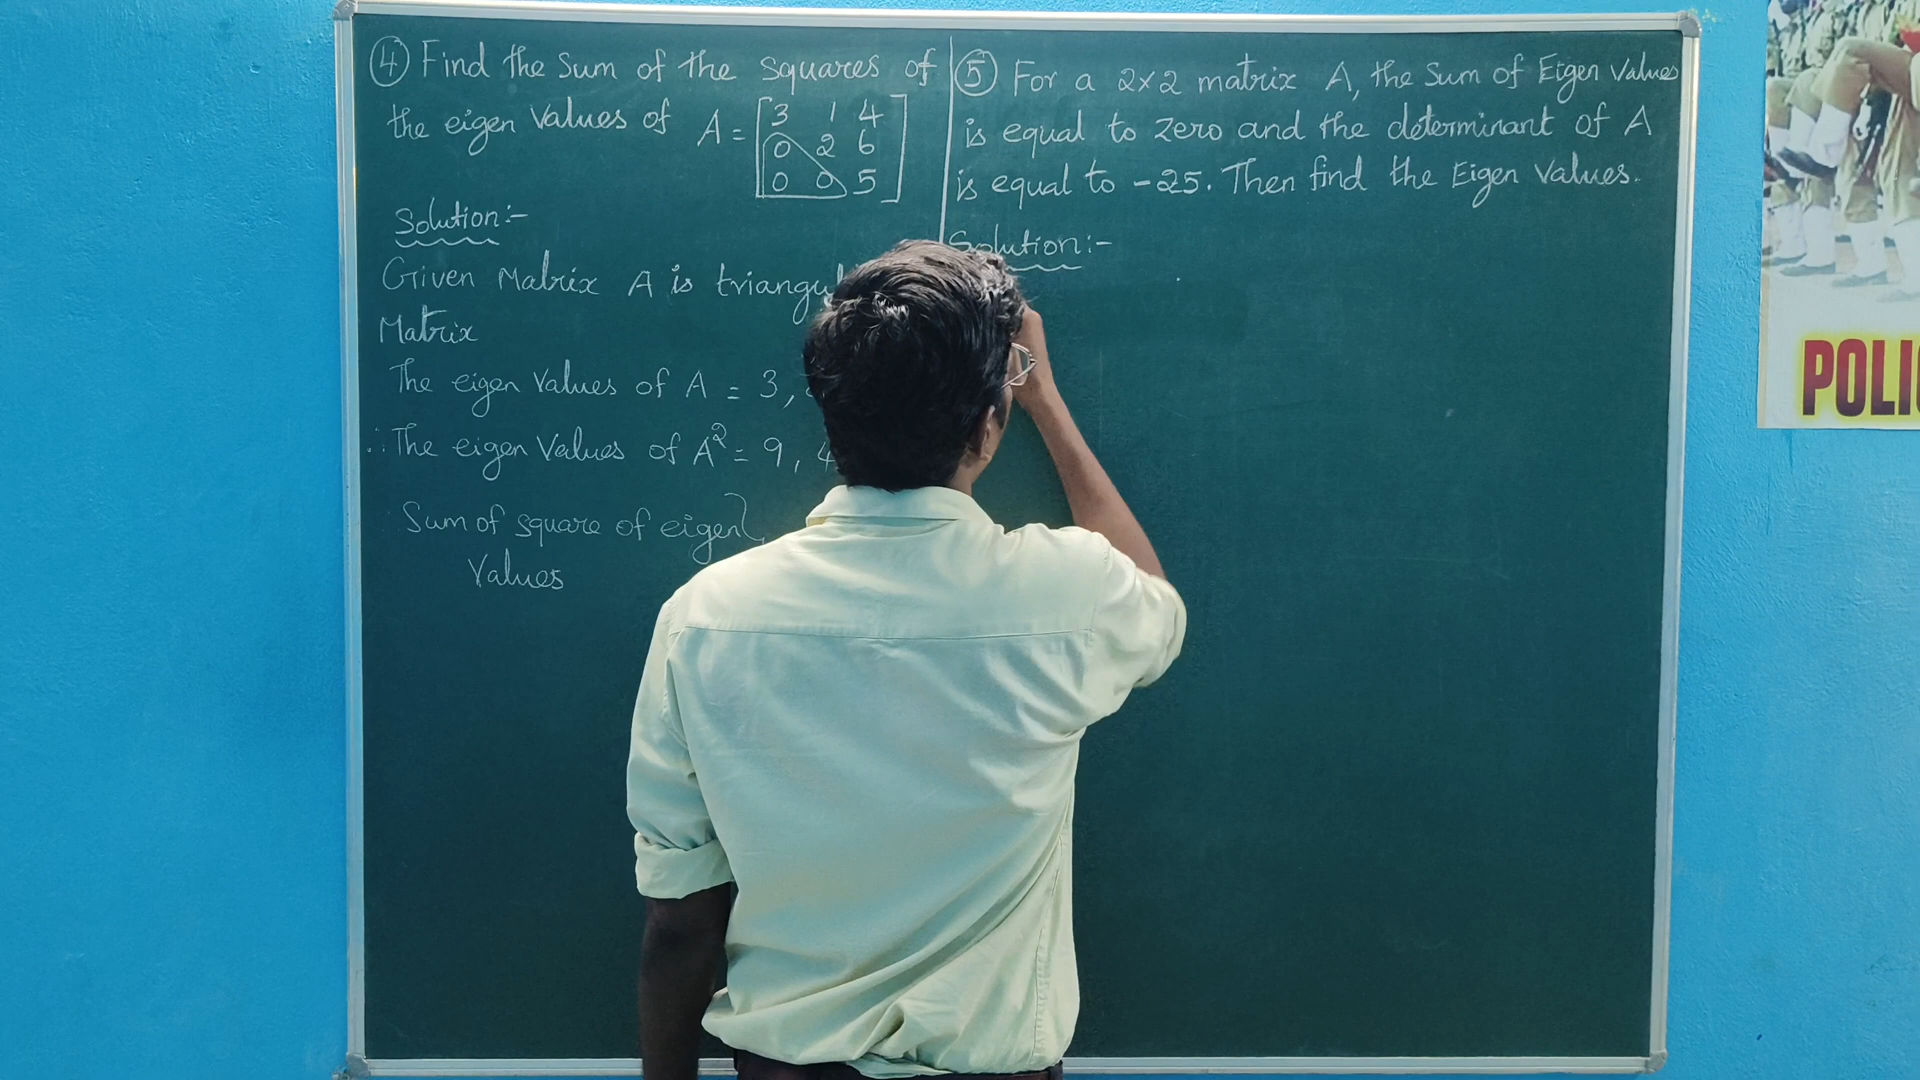 ④ Find the Sum of the Squares of
the eigen Values of A = [3 1 4
0 2 6
0 0 5]
Solution:-
Given Matrix A is
Matrix
The eigen Values of A = 3,
∴ The eigen Values of A² = 9, 4
Sum of square of eigen}
Values
⑤ For a 2×2 matrix A, the Sum of Eigen Values
is equal to Zero and the determinant of A
is equal to -25. Then find the Eigen Values.
Solution:-